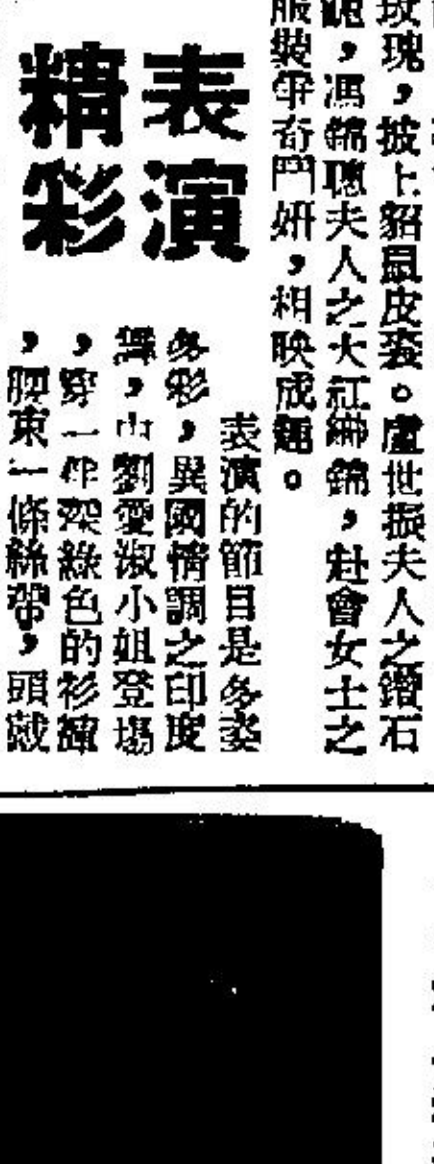 玫瑰，披上貂鼠皮裘。盧世振夫人之鑽石
，馮錦聰夫人之大紅織錦，赴會女士之
服裝爭奇鬥妍，相映成趣。
表演
精彩
表演的節目是多姿
多彩，異國情調之印度
舞，由劉愛淑小姐登場
，穿一件深綠色的衫褲
，腰束一條絲帶，頭戴